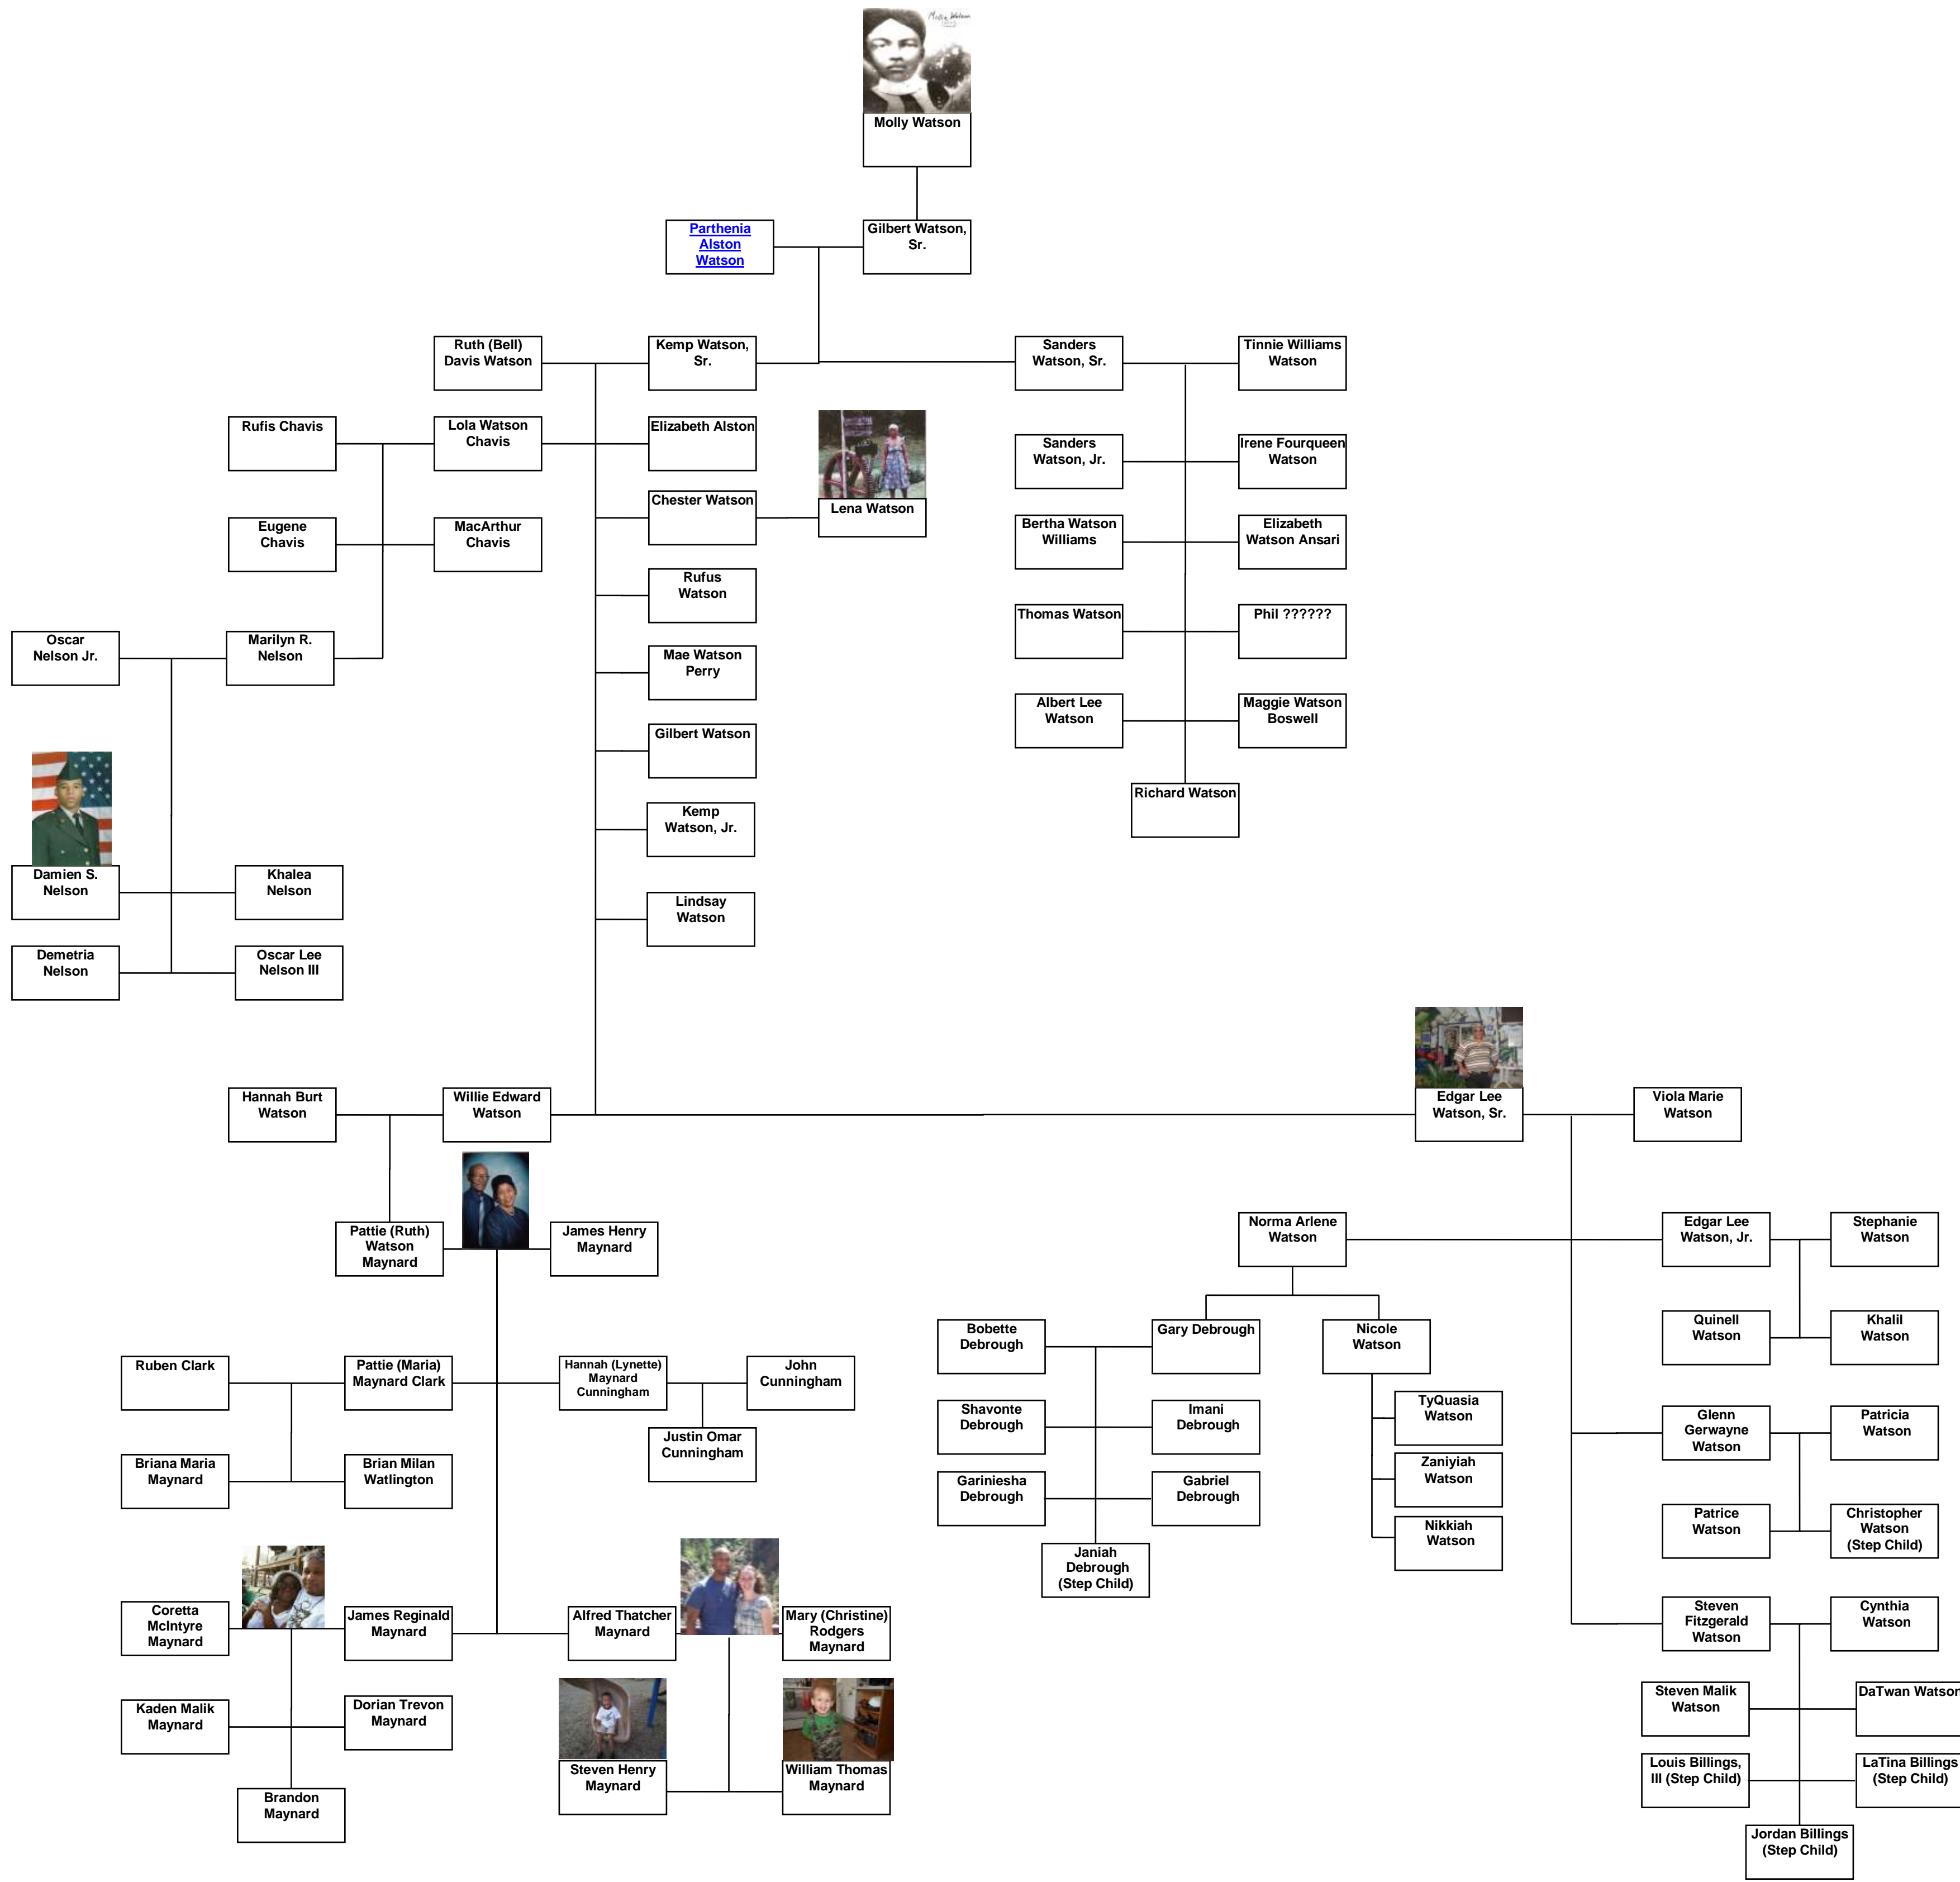 Mollie Watson
Molly Watson
Parthenia
Alston
Watson
Gilbert Watson,
Sr.
Ruth (Bell)
Davis Watson
Kemp Watson,
Sr.
Sanders
Watson, Sr.
Tinnie Williams
Watson
Rufis Chavis
Lola Watson
Chavis
Elizabeth Alston
Sanders
Watson, Jr.
Irene Fourqueen
Watson
Chester Watson
Lena Watson
Eugene
Chavis
MacArthur
Chavis
Bertha Watson
Williams
Elizabeth
Watson Ansari
Rufus
Watson
Thomas Watson
Phil ??????
Oscar
Nelson Jr.
Marilyn R.
Nelson
Mae Watson
Perry
Albert Lee
Watson
Maggie Watson
Boswell
Gilbert Watson
Richard Watson
Kemp
Watson, Jr.
Damien S.
Nelson
Khalea
Nelson
Lindsay
Watson
Demetria
Nelson
Oscar Lee
Nelson III
Hannah Burt
Watson
Willie Edward
Watson
Edgar Lee
Watson, Sr.
Viola Marie
Watson
Pattie (Ruth)
Watson
Maynard
James Henry
Maynard
Norma Arlene
Watson
Edgar Lee
Watson, Jr.
Stephanie
Watson
Bobette
Debrough
Gary Debrough
Nicole
Watson
Quinell
Watson
Khalil
Watson
Ruben Clark
Pattie (Maria)
Maynard Clark
Hannah (Lynette)
Maynard
Cunningham
John
Cunningham
Justin Omar
Cunningham
Shavonte
Debrough
Imani
Debrough
TyQuasia
Watson
Glenn
Gerwayne
Watson
Patricia
Watson
Briana Maria
Maynard
Brian Milan
Watlington
Gariniesha
Debrough
Gabriel
Debrough
Zaniyiah
Watson
Nikkiah
Watson
Patrice
Watson
Christopher
Watson
(Step Child)
Janiah
Debrough
(Step Child)
Coretta
McIntyre
Maynard
James Reginald
Maynard
Alfred Thatcher
Maynard
Mary (Christine)
Rodgers
Maynard
Steven
Fitzgerald
Watson
Cynthia
Watson
Kaden Malik
Maynard
Dorian Trevon
Maynard
Steven Malik
Watson
DaTwan Watson
Steven Henry
Maynard
William Thomas
Maynard
Louis Billings,
III (Step Child)
LaTina Billings
(Step Child)
Brandon
Maynard
Jordan Billings
(Step Child)